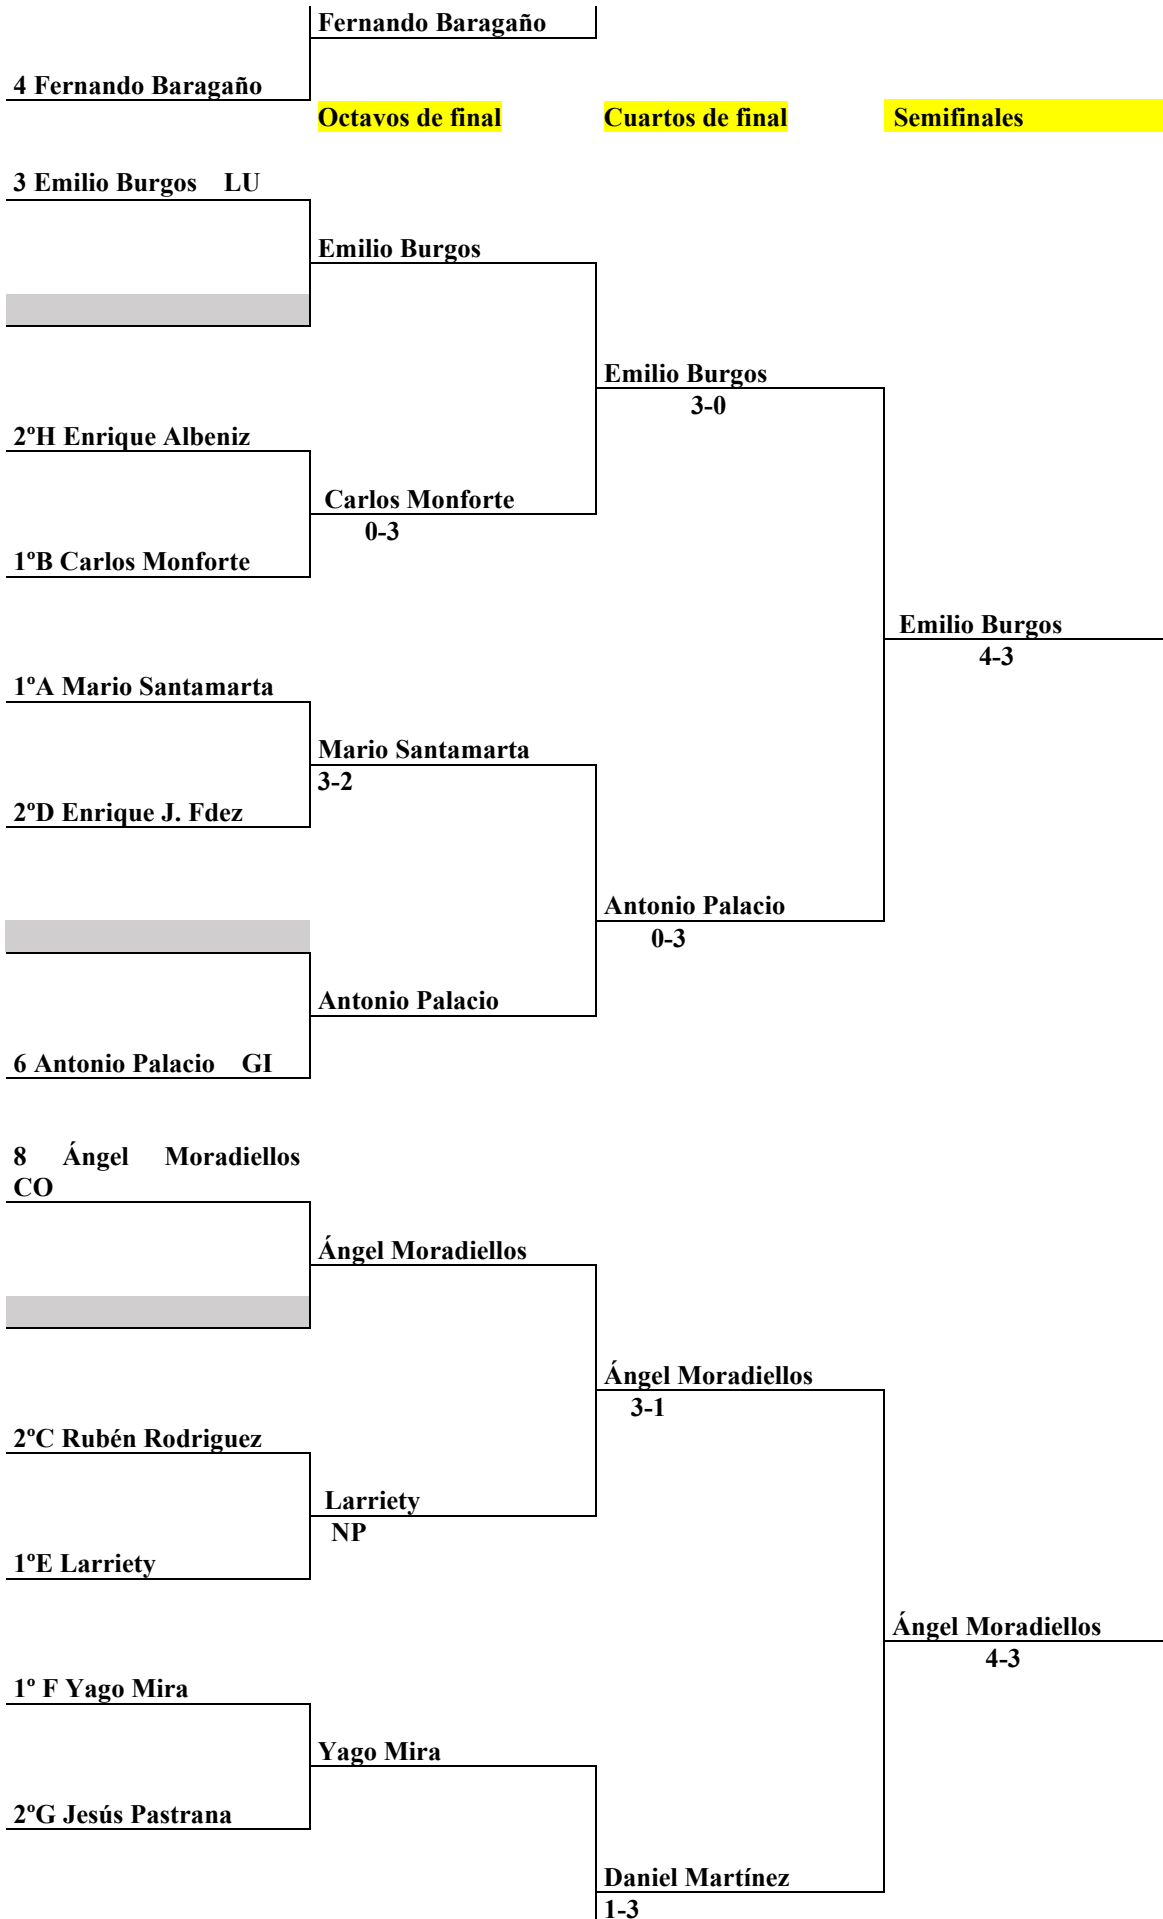 Fernando Baragaño
4 Fernando Baragaño
Octavos de final
Cuartos de final
Semifinales
3 Emilio Burgos LU
Emilio Burgos
Emilio Burgos
3-0
2ºH Enrique Albeniz
Carlos Monforte
0-3
1ºB Carlos Monforte
Emilio Burgos
4-3
1ºA Mario Santamarta
Mario Santamarta
3-2
2ºD Enrique J. Fdez
Antonio Palacio
0-3
Antonio Palacio
6 Antonio Palacio GI
8 Ángel Moradiellos
CO
Ángel Moradiellos
Ángel Moradiellos
3-1
2ºC Rubén Rodriguez
Larriety
NP
1ºE Larriety
Ángel Moradiellos
4-3
1º F Yago Mira
Yago Mira
2ºG Jesús Pastrana
Daniel Martínez
1-3